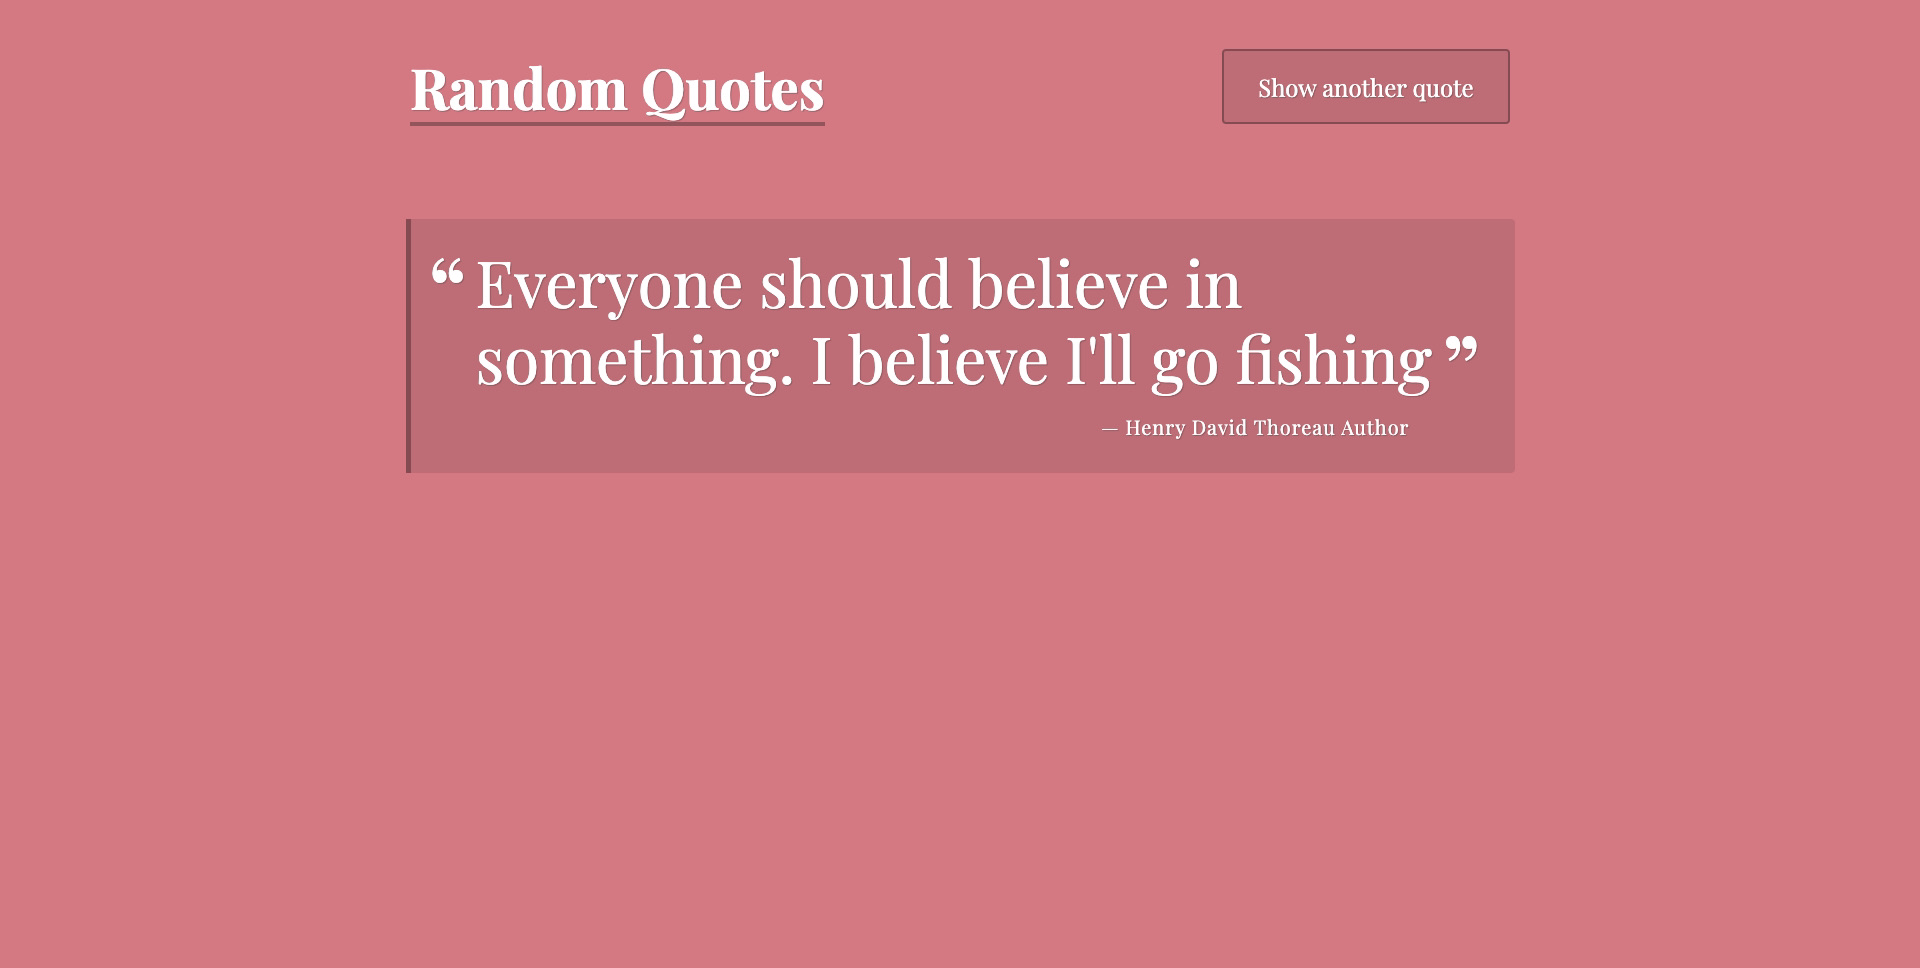 Random Quotes
Show another quote
“ Everyone should believe in
something. I believe I'll go fishing ”
— Henry David Thoreau Author